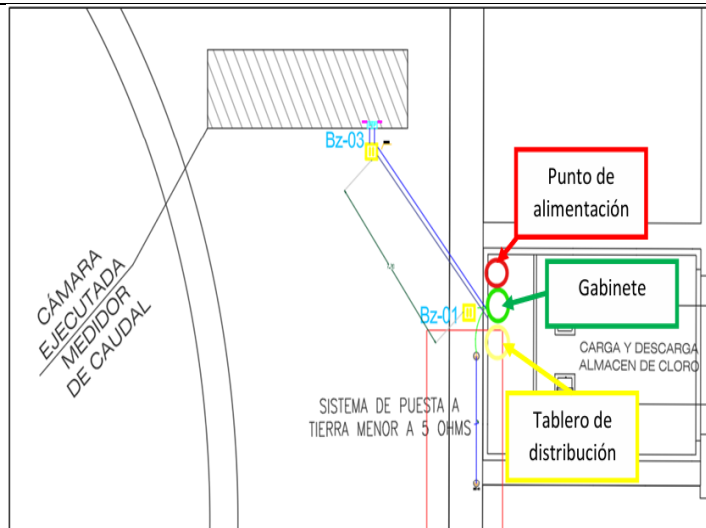 Bz-03
Punto de
alimentación
CÁMARA
EJECUTADA
MEDIDOR
DE CAUDAL
Gabinete
Bz-01
CARGA Y DESCARGA
ALMACEN DE CLORO
SISTEMA DE PUESTA A
TIERRA MENOR A 5 OHMS
Tablero de
distribución